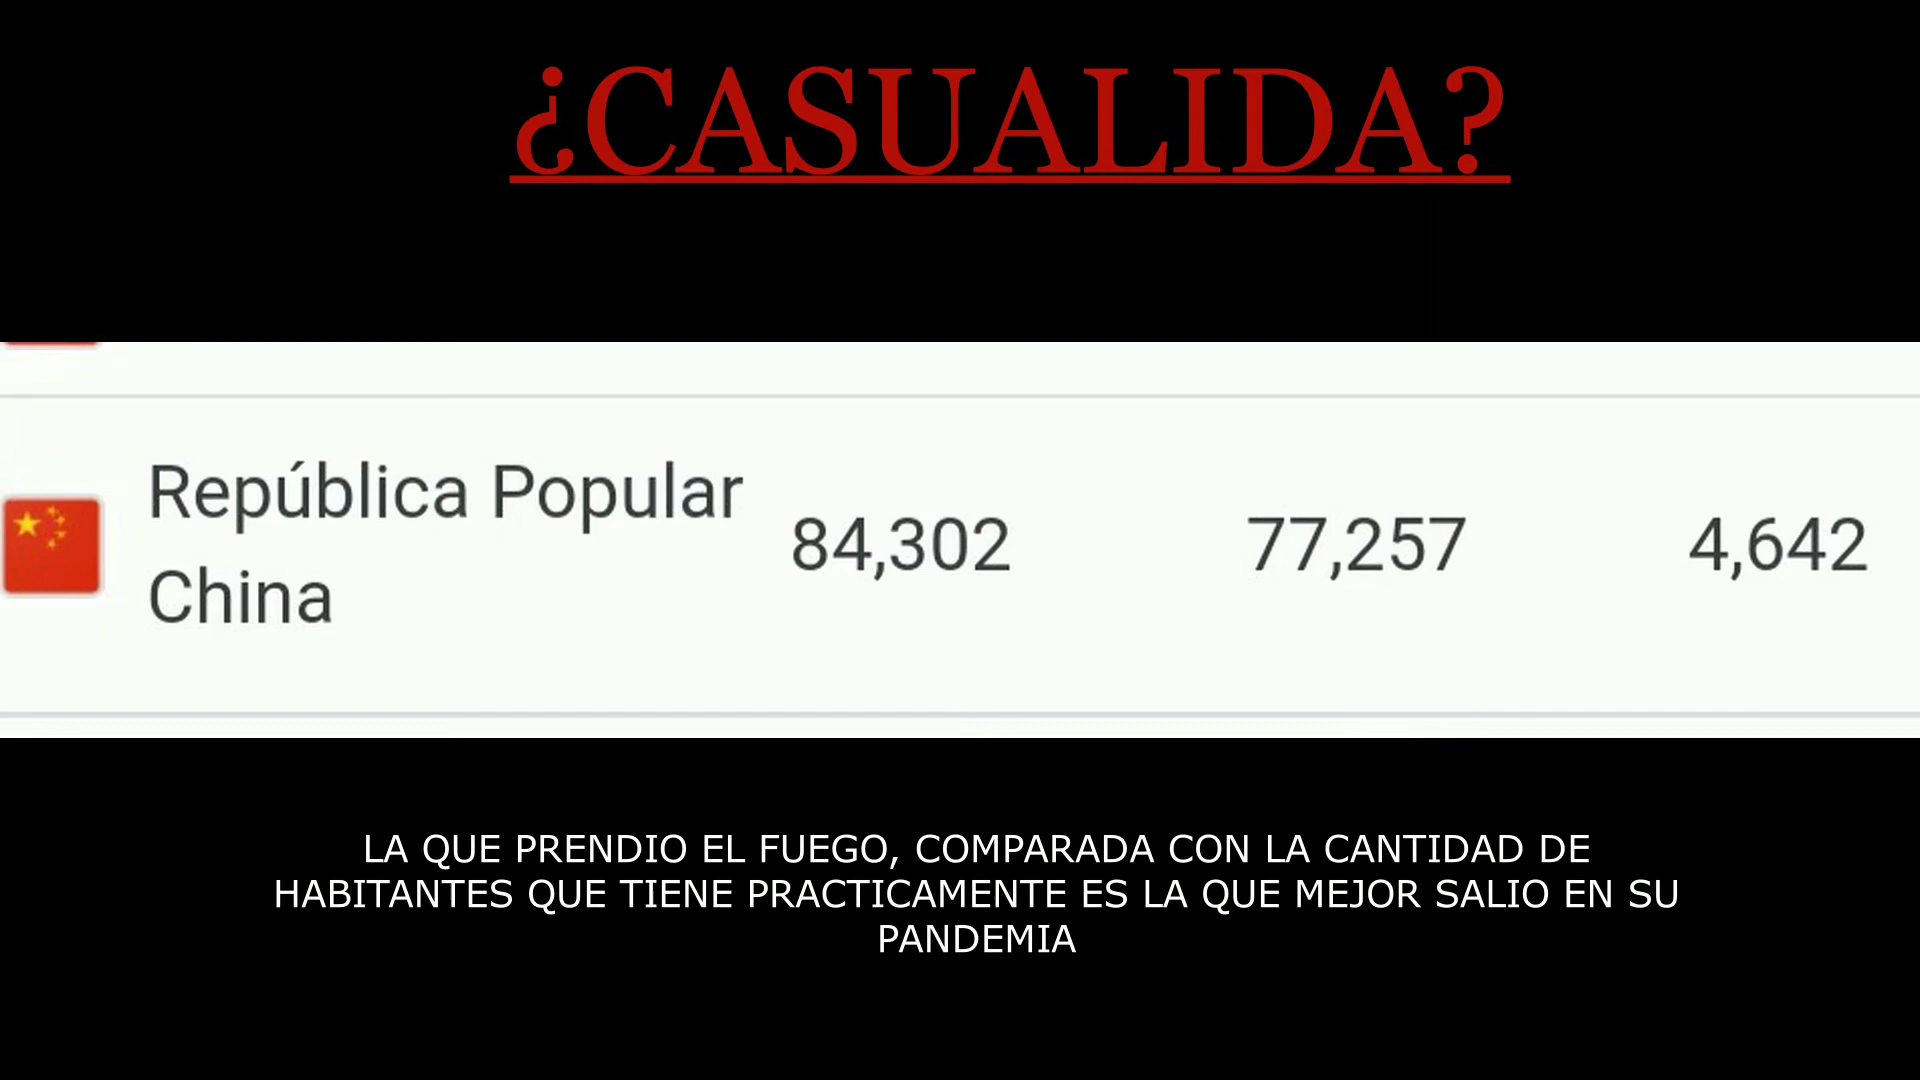 ¿CASUALIDA?
República Popular
China
84,302 77,257 4,642
LA QUE PRENDIO EL FUEGO, COMPARADA CON LA CANTIDAD DE
HABITANTES QUE TIENE PRACTICAMENTE ES LA QUE MEJOR SALIO EN SU
PANDEMIA